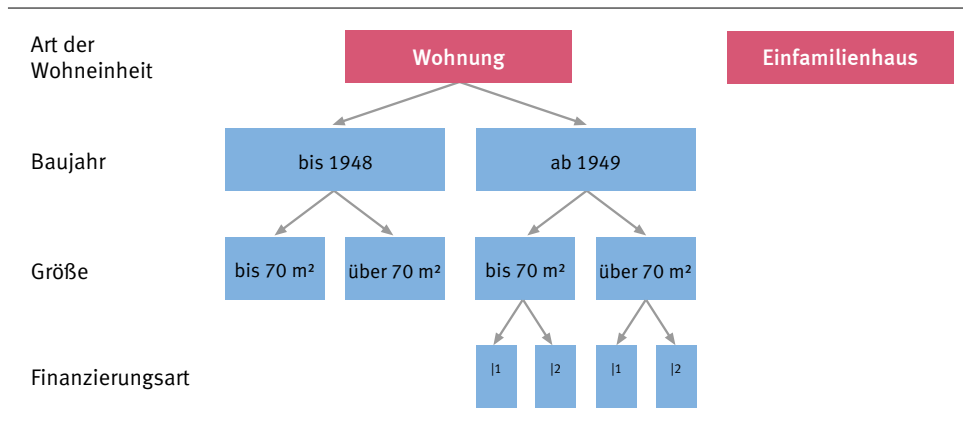 Art der
Wohneinheit
Wohnung
Einfamilienhaus
Baujahr
bis 1948
ab 1949
Größe
bis 70 m²
über 70 m²
bis 70 m²
über 70 m²
Finanzierungsart
|1
|2
|1
|2